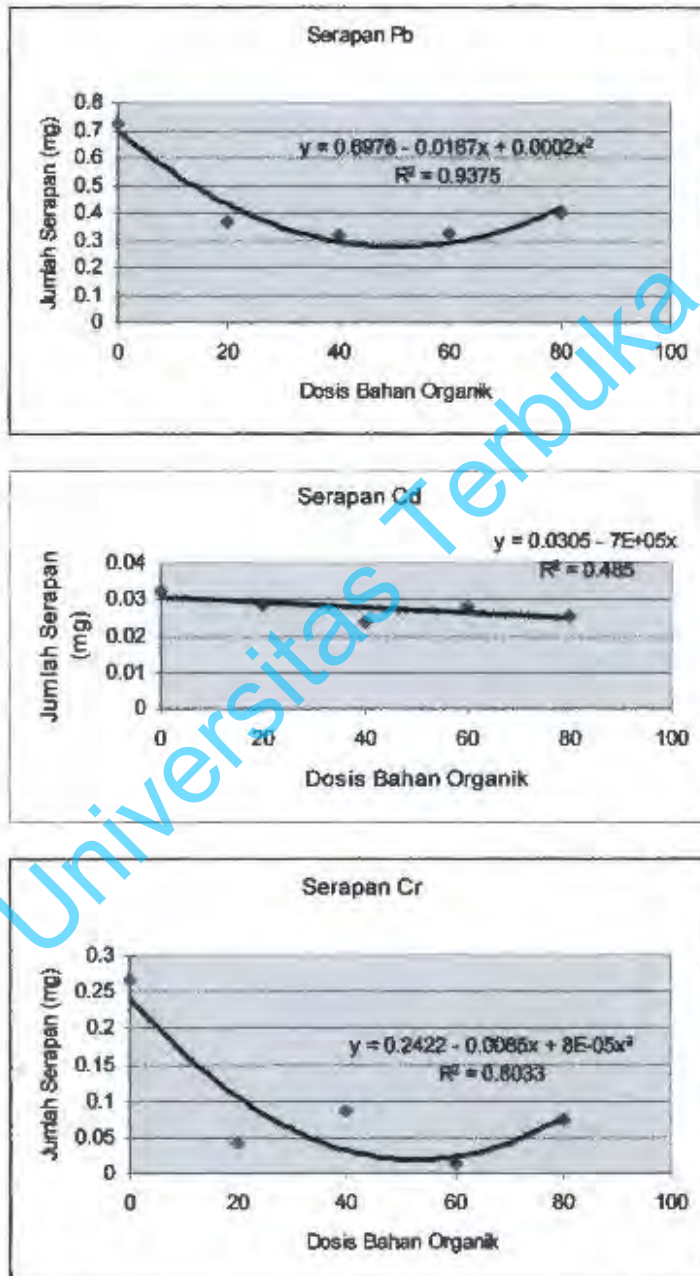 Serapan Pb
Jumlah Serapan (mg)
0.8
0.7
0.6
0.5
0.4
0.3
0.2
0.1
0
y = 0.6976 - 0.0167x + 0.0002x²
R² = 0.9375
0 20 40 60 80 100
Dosis Bahan Organik
Serapan Cd
Jumlah Serapan
(mg)
0.04
0.03
0.02
0.01
0
y = 0.0305 - 7E+05x
R² = 0.485
0 20 40 60 80 100
Dosis Bahan Organik
Serapan Cr
Jumlah Serapan (mg)
0.3
0.25
0.2
0.15
0.1
0.05
0
y = 0.2422 - 0.0085x + 8E-05x²
R² = 0.8033
0 20 40 60 80 100
Dosis Bahan Organik
Universitas Terbuka